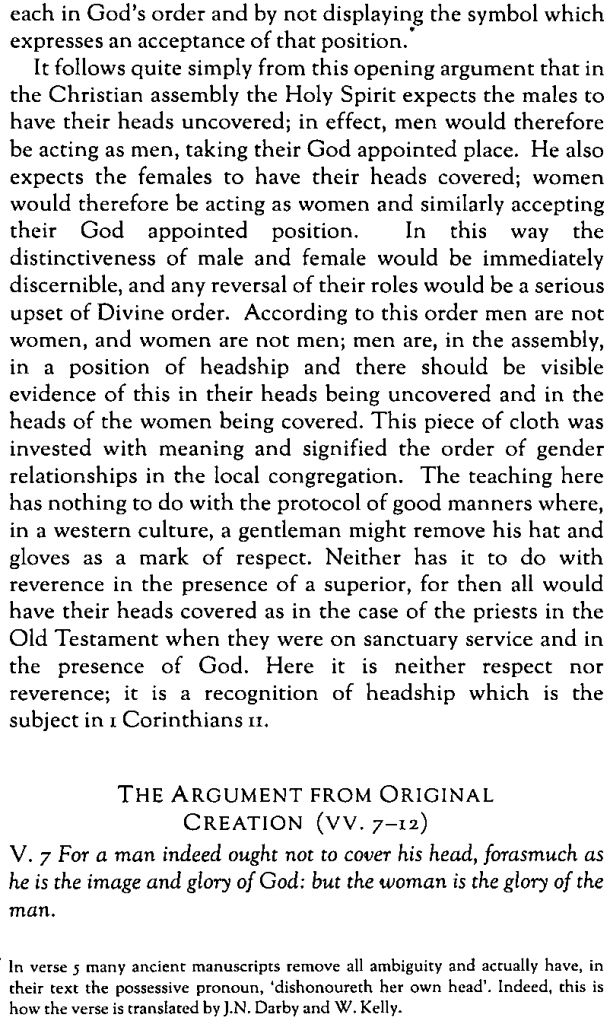 each in God's order and by not displaying the symbol which
expresses an acceptance of that position.*
It follows quite simply from this opening argument that in
the Christian assembly the Holy Spirit expects the males to
have their heads uncovered; in effect, men would therefore
be acting as men, taking their God appointed place. He also
expects the females to have their heads covered; women
would therefore be acting as women and similarly accepting
their God appointed position. In this way the
distinctiveness of male and female would be immediately
discernible, and any reversal of their roles would be a serious
upset of Divine order. According to this order men are not
women, and women are not men; men are, in the assembly,
in a position of headship and there should be visible
evidence of this in their heads being uncovered and in the
heads of the women being covered. This piece of cloth was
invested with meaning and signified the order of gender
relationships in the local congregation. The teaching here
has nothing to do with the protocol of good manners where,
in a western culture, a gentleman might remove his hat and
gloves as a mark of respect. Neither has it to do with
reverence in the presence of a superior, for then all would
have their heads covered as in the case of the priests in the
Old Testament when they were on sanctuary service and in
the presence of God. Here it is neither respect nor
reverence; it is a recognition of headship which is the
subject in 1 Corinthians 11.
THE ARGUMENT FROM ORIGINAL
CREATION (VV. 7–12)
V. 7 For a man indeed ought not to cover his head, forasmuch as
he is the image and glory of God: but the woman is the glory of the
man.
* In verse 5 many ancient manuscripts remove all ambiguity and actually have, in
their text the possessive pronoun, 'dishonoureth her own head'. Indeed, this is
how the verse is translated by J.N. Darby and W. Kelly.